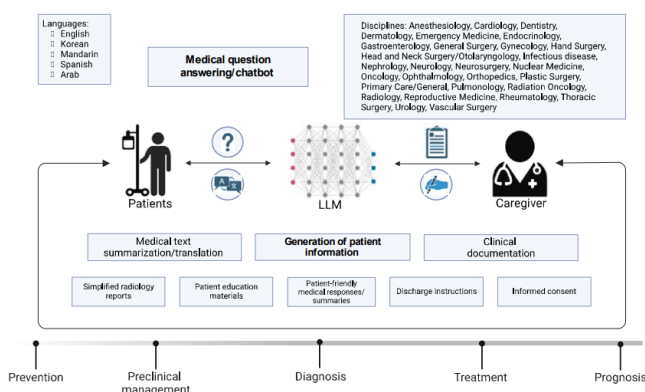 Languages:
English
Korean
Mandarin
Spanish
Arab
Medical question
answering/chatbot
Disciplines: Anesthesiology, Cardiology, Dentistry,
Dermatology, Emergency Medicine, Endocrinology,
Gastroenterology, General Surgery, Gynecology, Hand Surgery,
Head and Neck Surgery/Otolaryngology, Infectious disease,
Nephrology, Neurology, Neurosurgery, Nuclear Medicine,
Oncology, Ophthalmology, Orthopedics, Plastic Surgery,
Primary Care/General, Pulmonology, Radiation Oncology,
Radiology, Reproductive Medicine, Rheumatology, Thoracic
Surgery, Urology, Vascular Surgery
?
A 文
Patients
LLM
Caregiver
Medical text
summarization/translation
Generation of patient
information
Clinical
documentation
Simplified radiology
reports
Patient education
materials
Patient-friendly
medical responses/
summaries
Discharge instructions
Informed consent
Prevention
Preclinical
management
Diagnosis
Treatment
Prognosis